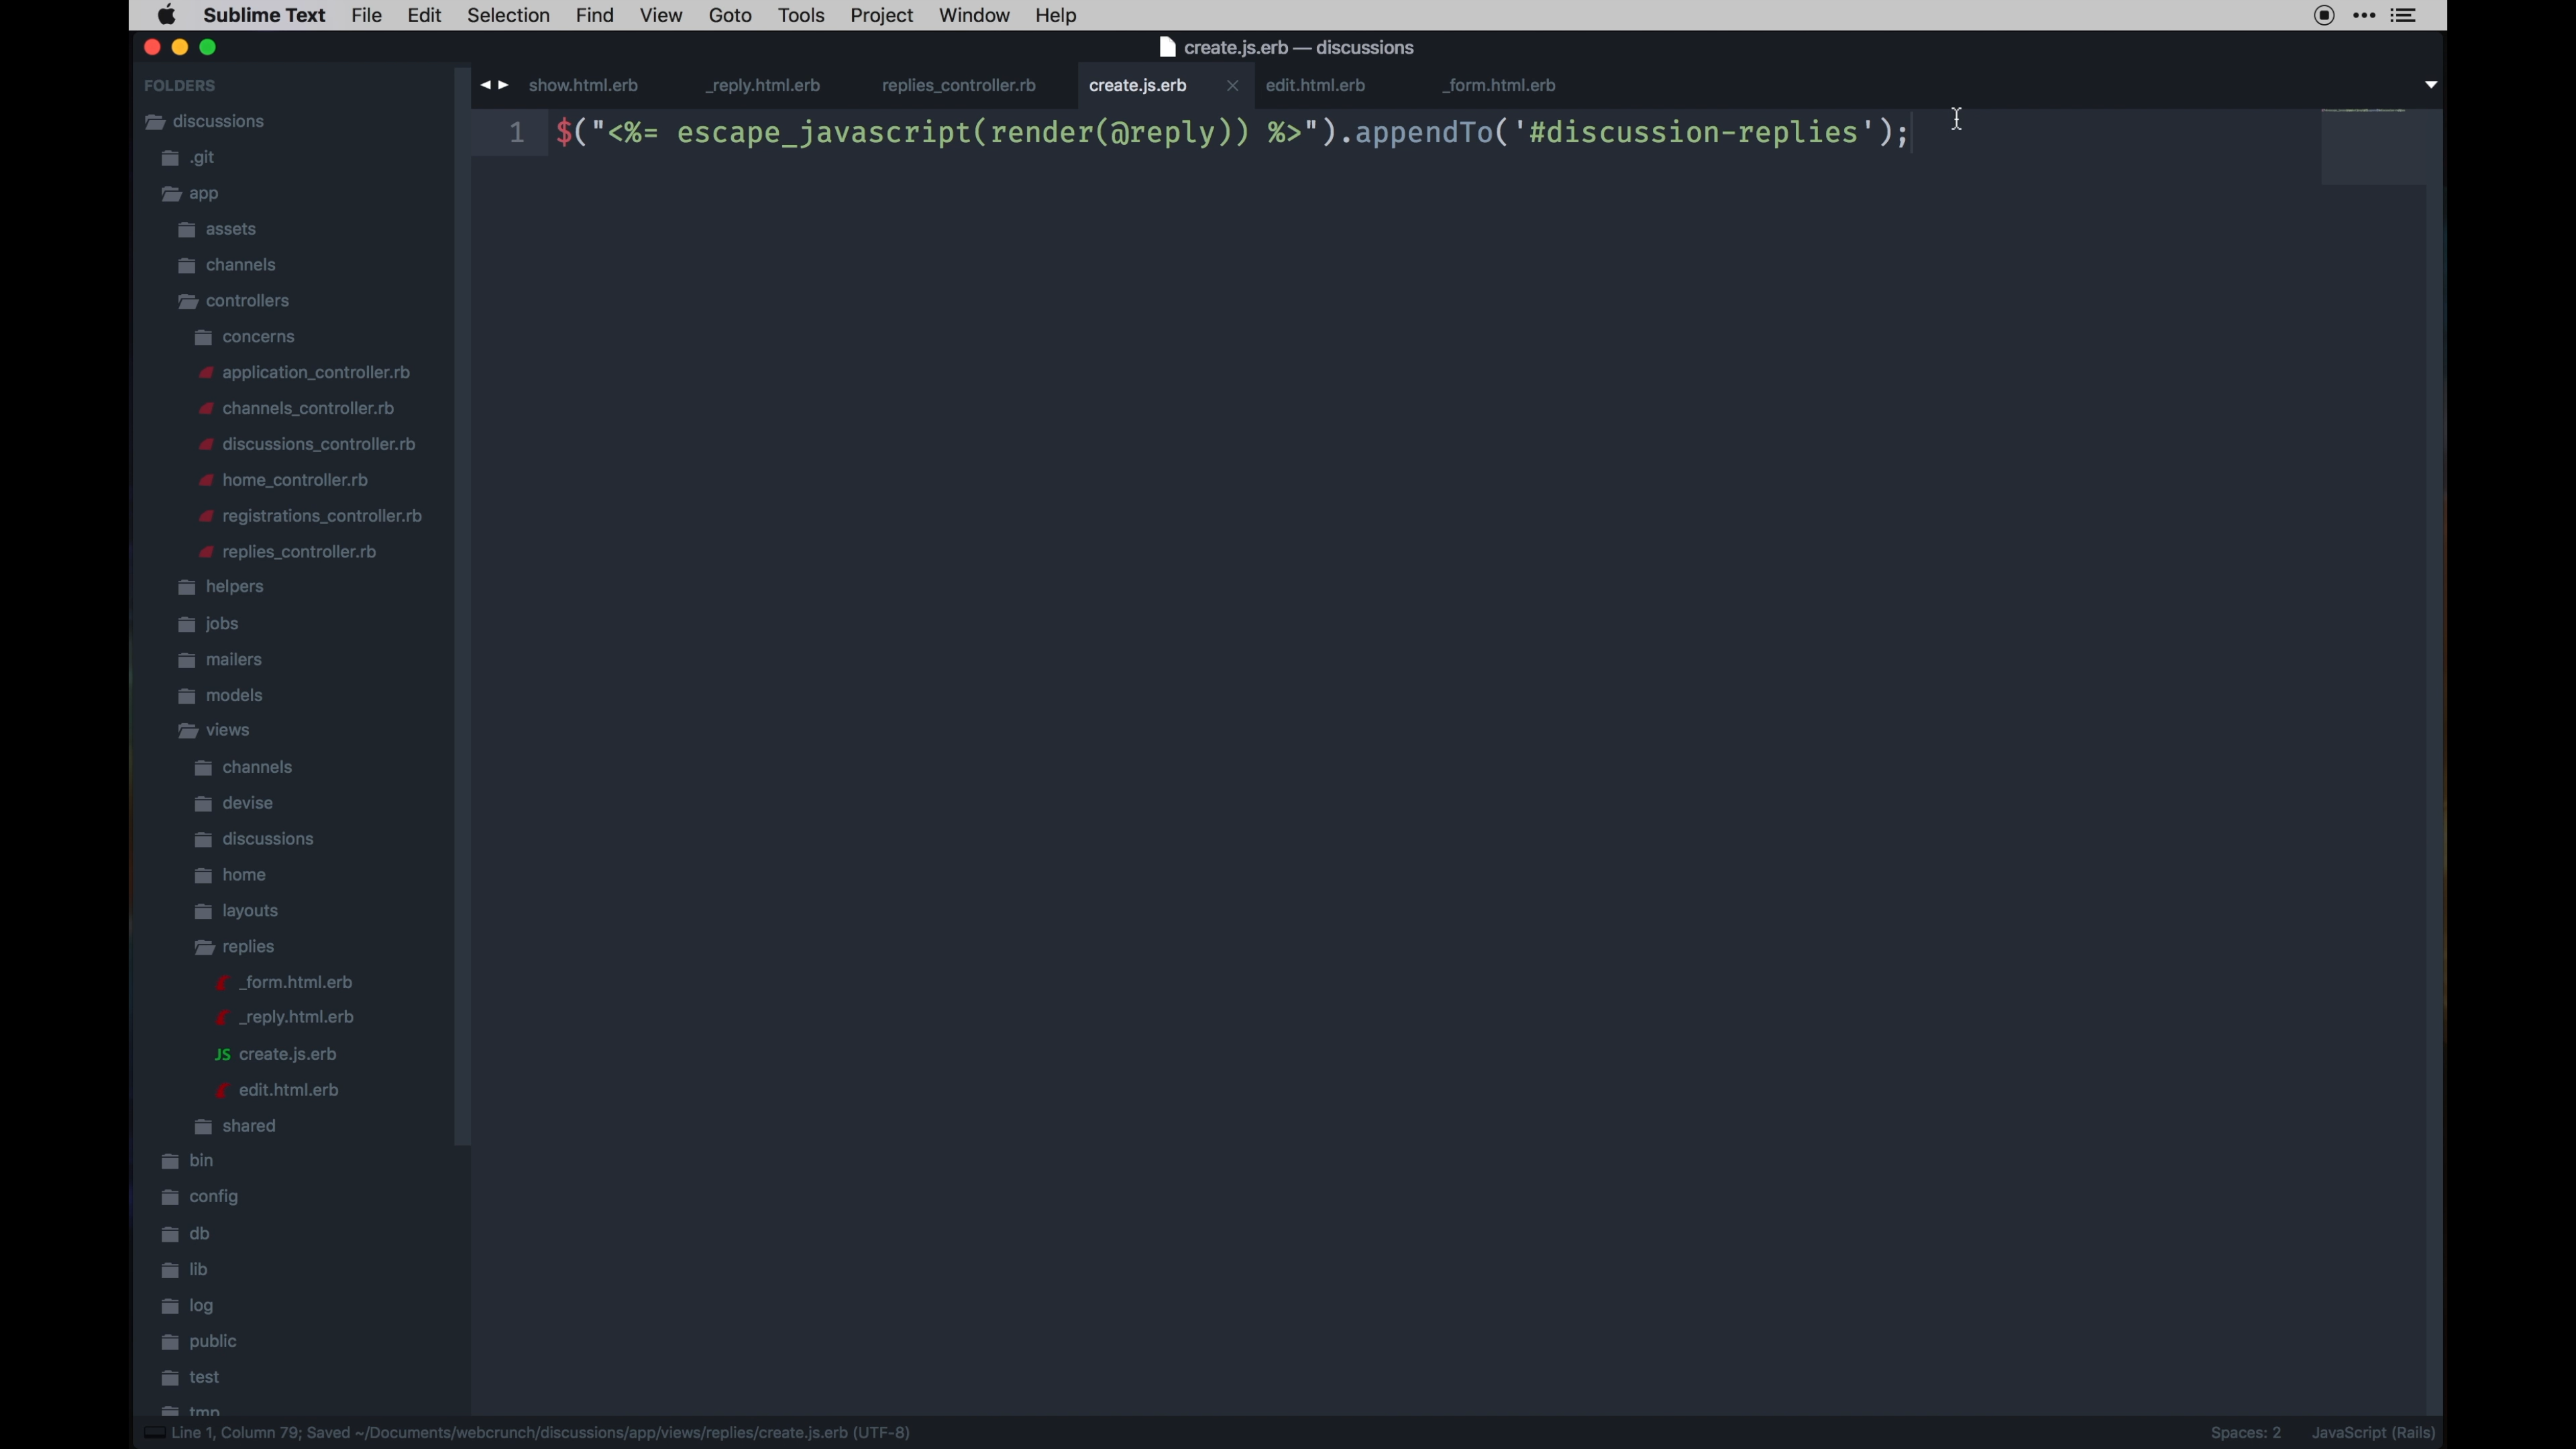 Sublime Text File Edit Selection Find View Goto Tools Project Window Help
create.js.erb — discussions
FOLDERS
discussions
.git
app
assets
channels
controllers
concerns
application_controller.rb
channels_controller.rb
discussions_controller.rb
home_controller.rb
registrations_controller.rb
replies_controller.rb
helpers
jobs
mailers
models
views
channels
devise
discussions
home
layouts
replies
_form.html.erb
_reply.html.erb
JS create.js.erb
edit.html.erb
shared
bin
config
db
lib
log
public
test
tmp
show.html.erb _reply.html.erb replies_controller.rb create.js.erb edit.html.erb _form.html.erb
1 $("<%= escape_javascript(render(@reply)) %>").appendTo('#discussion-replies');
Line 1, Column 79; Saved ~/Documents/webcrunch/discussions/app/views/replies/create.js.erb (UTF-8) Spaces: 2 JavaScript (Rails)